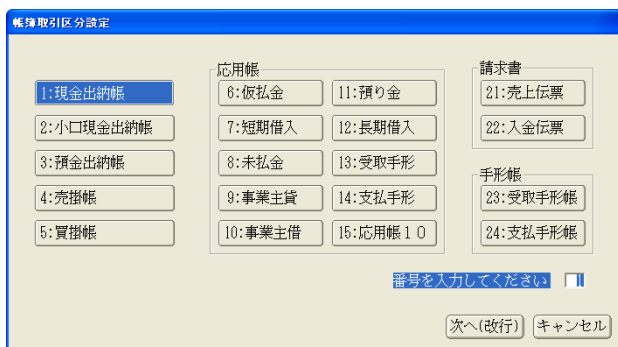 帳簿取引区分設定
1:現金出納帳
2:小口現金出納帳
3:預金出納帳
4:売掛帳
5:買掛帳
応用帳
6:仮払金
7:短期借入
8:未払金
9:事業主貸
10:事業主借
11:預り金
12:長期借入
13:受取手形
14:支払手形
15:応用帳10
請求書
21:売上伝票
22:入金伝票
手形帳
23:受取手形帳
24:支払手形帳
番号を入力してください
次へ(改行)
キャンセル